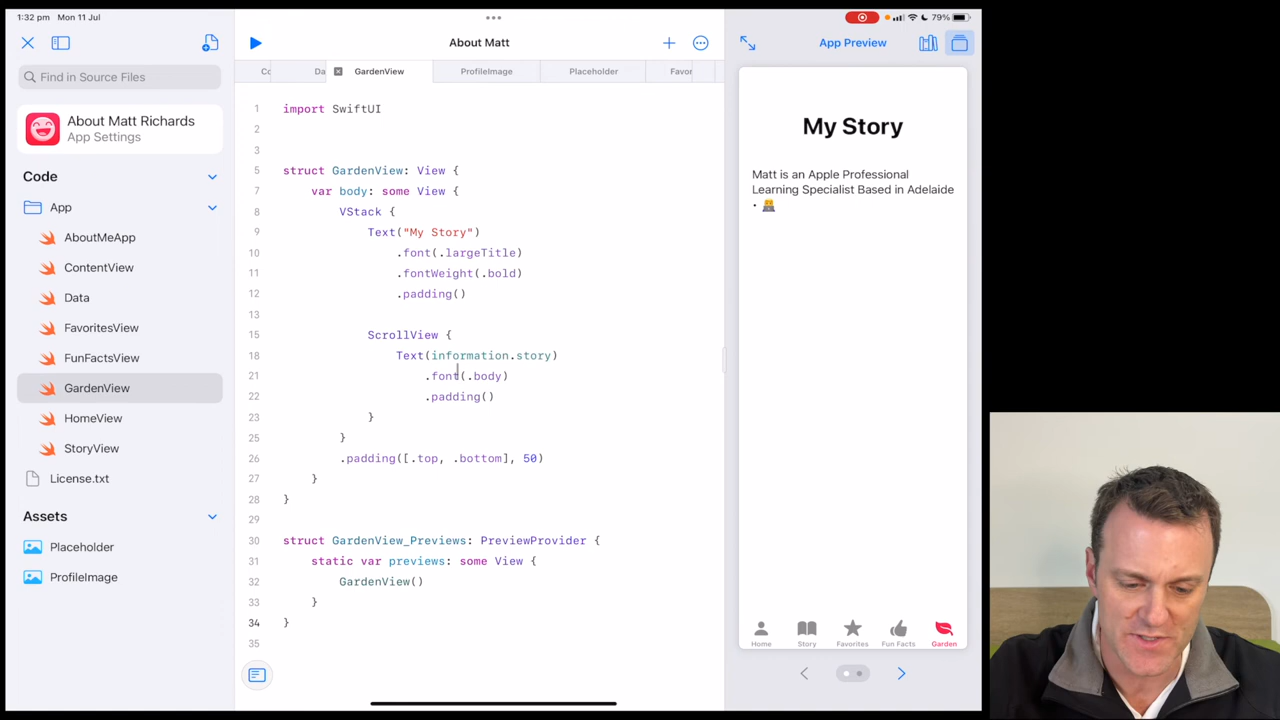 1:32 pm Mon 11 Jul
79%
About Matt
App Preview
Find in Source Files
About Matt Richards
App Settings
Code
App
AboutMeApp
ContentView
Data
FavoritesView
FunFactsView
GardenView
HomeView
StoryView
License.txt
Assets
Placeholder
ProfileImage
Cc
Da
GardenView
ProfileImage
Placeholder
Favor
1 import SwiftUI
2
3
5 struct GardenView: View {
7 var body: some View {
8 VStack {
9 Text("My Story")
10 .font(.largeTitle)
11 .fontWeight(.bold)
12 .padding()
13
15 ScrollView {
18 Text(information.story)
21 .font(.body)
22 .padding()
23 }
25 }
26 .padding([.top, .bottom], 50)
27 }
28 }
29
30 struct GardenView_Previews: PreviewProvider {
31 static var previews: some View {
32 GardenView()
33 }
34 }
35
My Story
Matt is an Apple Professional
Learning Specialist Based in Adelaide
• 👨‍💻
Home Story Favorites Fun Facts Garden